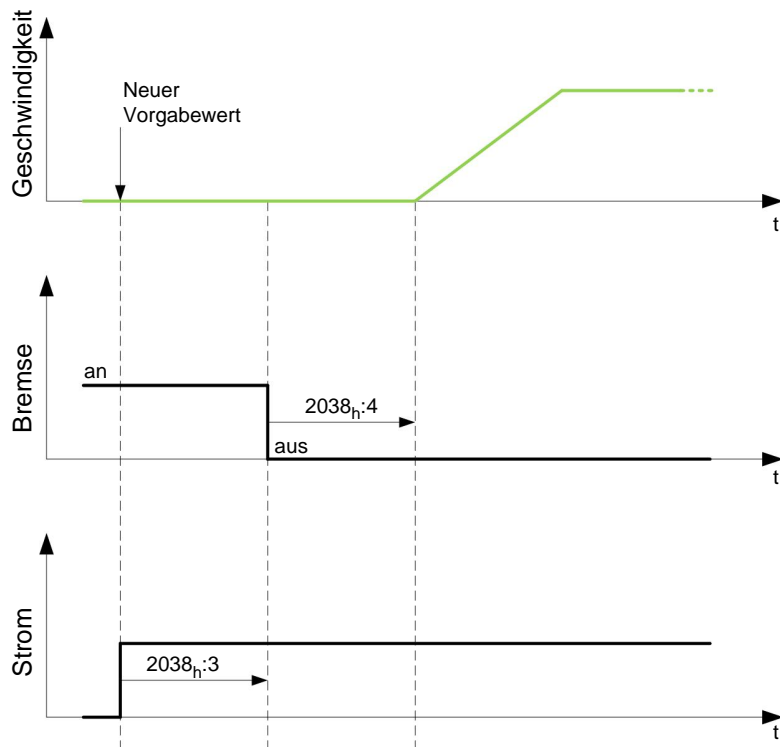 Geschwindigkeit
Neuer
Vorgabewert
t
Bremse
an
2038h:4
aus
t
Strom
2038h:3
t